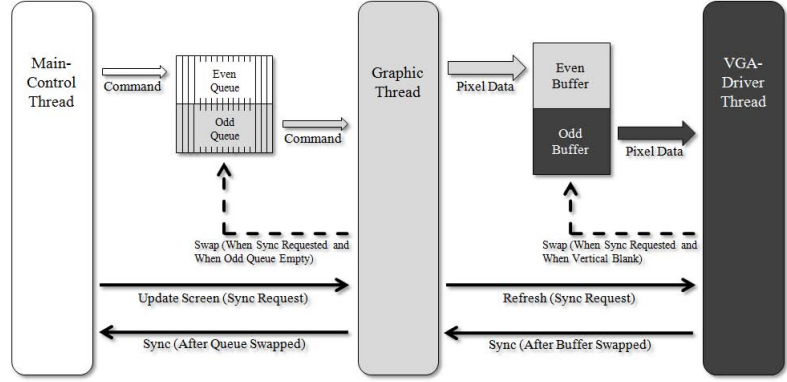 Main-
Control
Thread
Command
Even
Queue
Odd
Queue
Command
Swap (When Sync Requested and
When Odd Queue Empty)
Update Screen (Sync Request)
Sync (After Queue Swapped)
Graphic
Thread
Pixel Data
Even
Buffer
Odd
Buffer
Pixel Data
Swap (When Sync Requested and
When Vertical Blank)
Refresh (Sync Request)
Sync (After Buffer Swapped)
VGA-
Driver
Thread